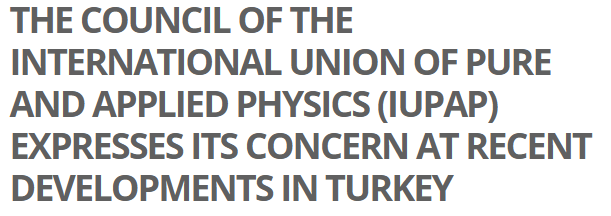 THE COUNCIL OF THE
INTERNATIONAL UNION OF PURE
AND APPLIED PHYSICS (IUPAP)
EXPRESSES ITS CONCERN AT RECENT
DEVELOPMENTS IN TURKEY